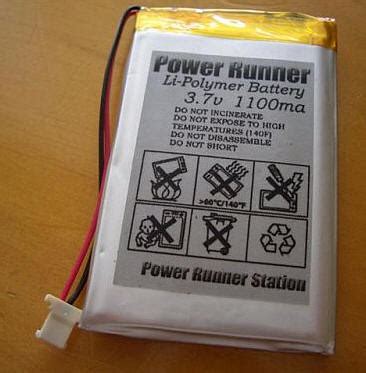 Power Runner
Li-Polymer Battery
3.7v 1100ma
DO NOT INCINERATE
DO NOT EXPOSE TO HIGH
TEMPERATURES (140F)
DO NOT DISASSEMBLE
DO NOT SHORT
>60°C/140°F
Power Runner Station